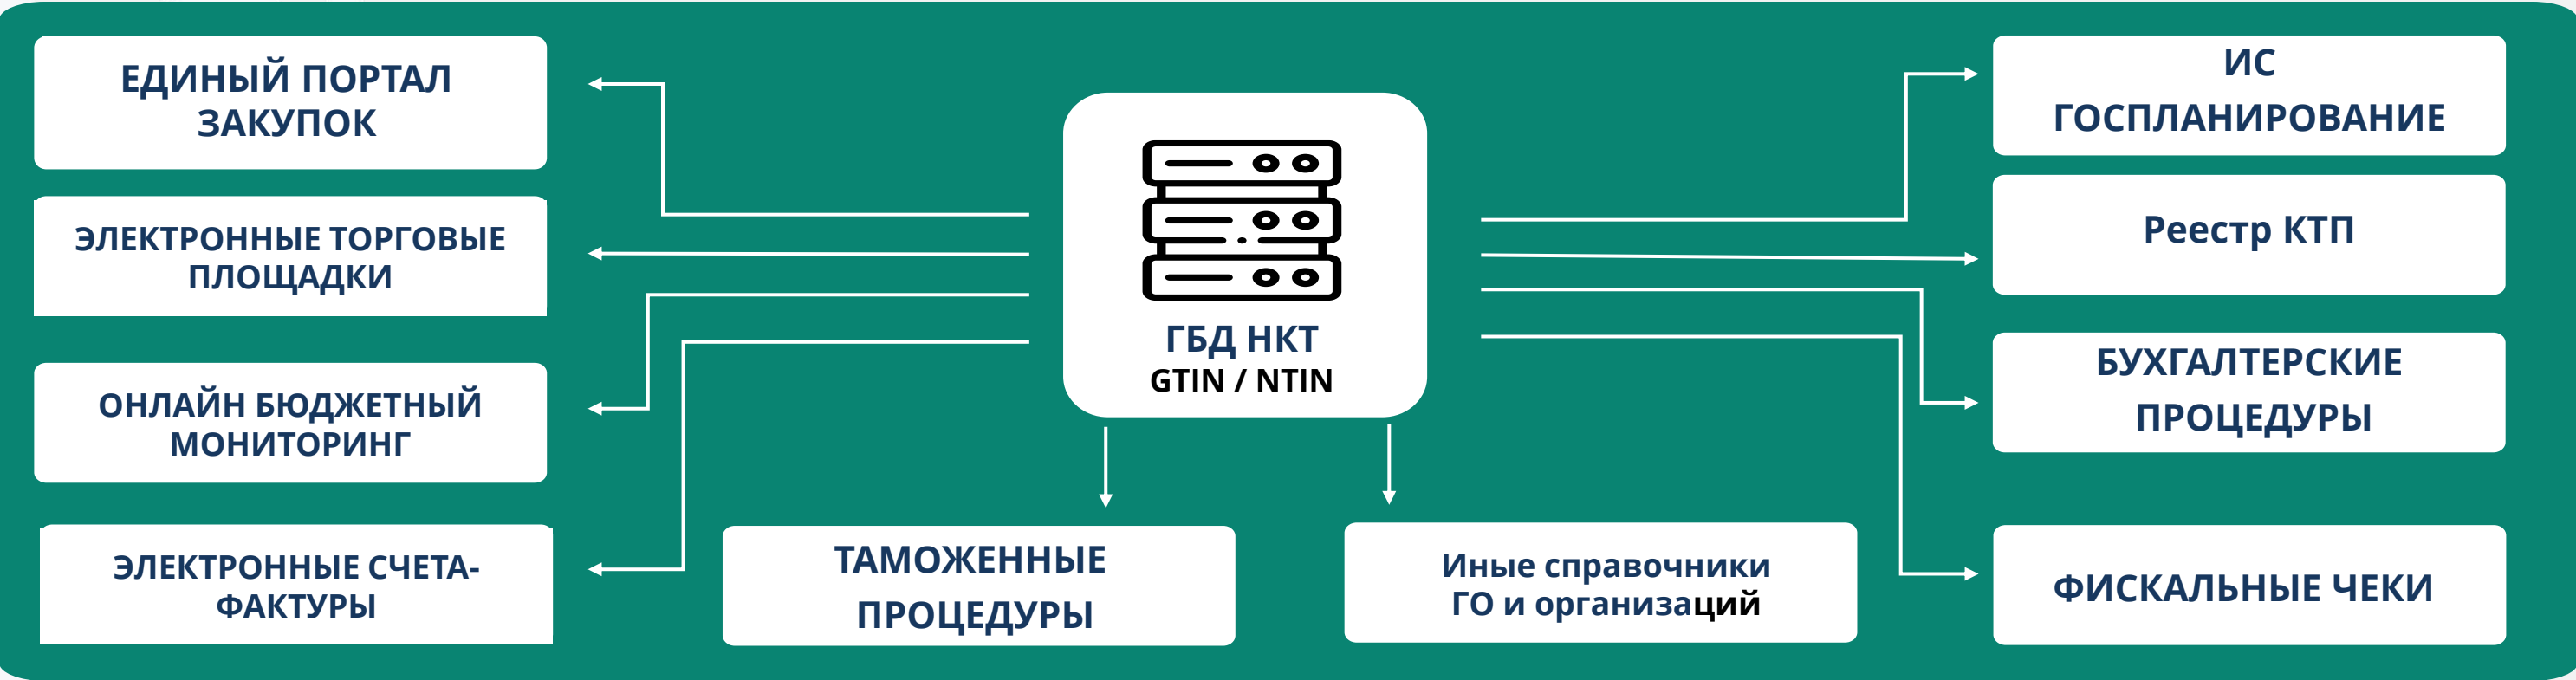 ЕДИНЫЙ ПОРТАЛ
ЗАКУПОК
ЭЛЕКТРОННЫЕ ТОРГОВЫЕ
ПЛОЩАДКИ
ОНЛАЙН БЮДЖЕТНЫЙ
МОНИТОРИНГ
ЭЛЕКТРОННЫЕ СЧЕТА-
ФАКТУРЫ
ГБД НКТ
GTIN / NTIN
ТАМОЖЕННЫЕ
ПРОЦЕДУРЫ
Иные справочники
ГО и организаций
ИС
ГОСПЛАНИРОВАНИЕ
Реестр КТП
БУХГАЛТЕРСКИЕ
ПРОЦЕДУРЫ
ФИСКАЛЬНЫЕ ЧЕКИ